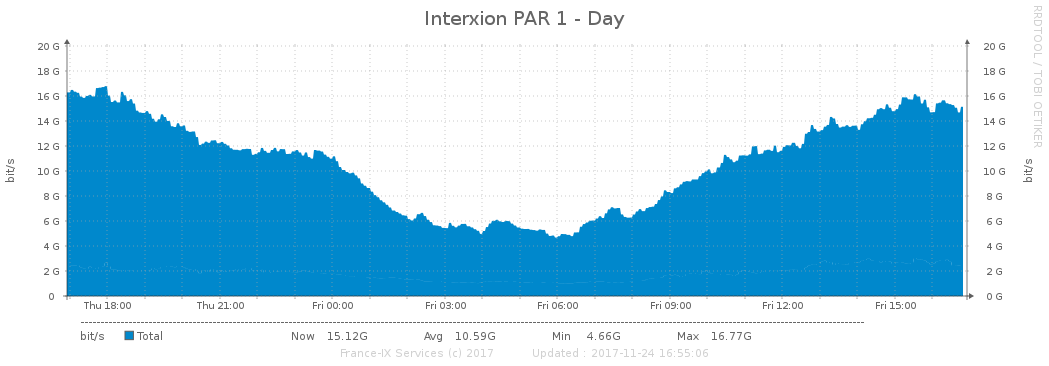 Interxion PAR 1 - Day
RRDTOOL / TOBI OETIKER
bit/s
20 G
18 G
16 G
14 G
12 G
10 G
8 G
6 G
4 G
2 G
0
20 G
18 G
16 G
14 G
12 G
10 G
8 G
6 G
4 G
2 G
0 G
bit/s
Thu 18:00 Thu 21:00 Fri 00:00 Fri 03:00 Fri 06:00 Fri 09:00 Fri 12:00 Fri 15:00
bit/s Total Now 15.12G Avg 10.59G Min 4.66G Max 16.77G
France-IX Services (c) 2017 Updated : 2017-11-24 16:55:06